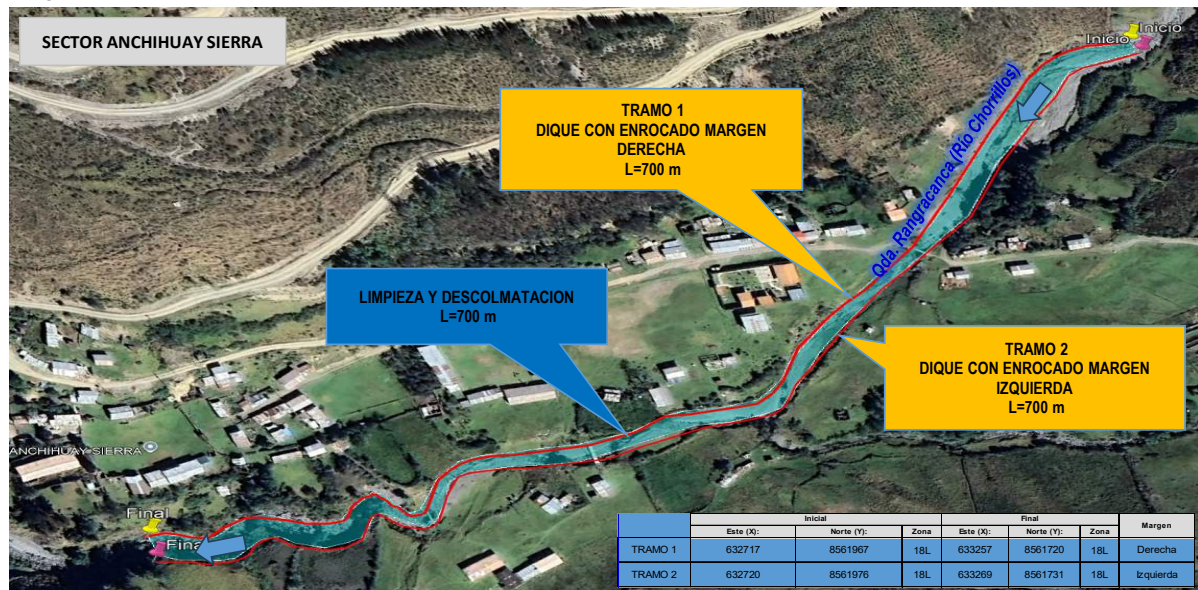 SECTOR ANCHIHUAY SIERRA
Inicio
Inicio
TRAMO 1
DIQUE CON ENROCADO MARGEN
DERECHA
L=700 m
Qda. Rangracanca (Río Chorrillos)
LIMPIEZA Y DESCOLMATACION
L=700 m
TRAMO 2
DIQUE CON ENROCADO MARGEN
IZQUIERDA
L=700 m
ANCHIHUAY SIERRA
Final
Fina
Inicial Final Margen
Este (X): Norte (Y): Zona Este (X): Norte (Y): Zona
TRAMO 1 632717 8561967 18L 633257 8561720 18L Derecha
TRAMO 2 632720 8561976 18L 633269 8561731 18L Izquierda